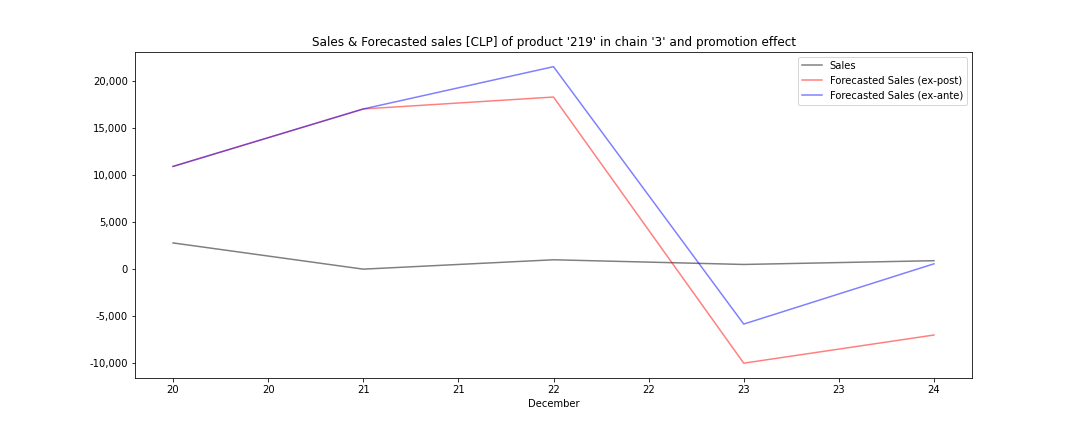 Sales & Forecasted sales [CLP] of product '219' in chain '3' and promotion effect
Sales
Forecasted Sales (ex-post)
Forecasted Sales (ex-ante)
20,000
15,000
10,000
5,000
0
-5,000
-10,000
20 20 21 21 22 22 23 23 24
December